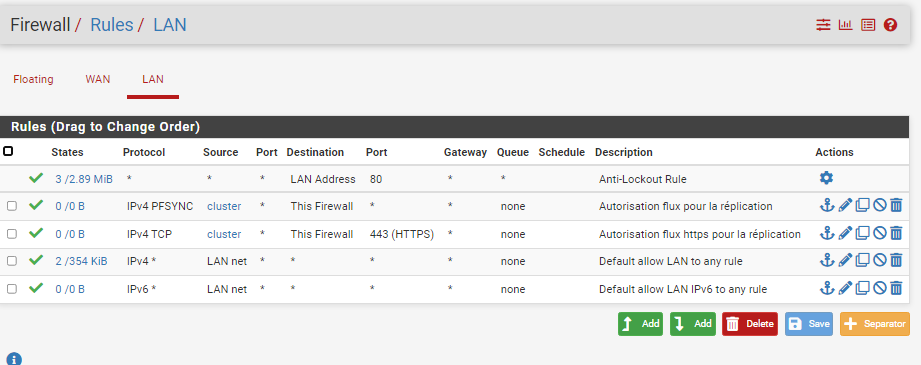 Firewall / Rules / LAN
Floating WAN LAN
Rules (Drag to Change Order)
States Protocol Source Port Destination Port Gateway Queue Schedule Description Actions
3 /2.89 MiB * * * LAN Address 80 * * Anti-Lockout Rule
0 /0 B IPv4 PFSYNC cluster * This Firewall * * none Autorisation flux pour la réplication
0 /0 B IPv4 TCP cluster * This Firewall 443 (HTTPS) * none Autorisation flux https pour la réplication
2 /354 KiB IPv4 * LAN net * * * * none Default allow LAN to any rule
0 /0 B IPv6 * LAN net * * * * none Default allow LAN IPv6 to any rule
Add Add Delete Save Separator